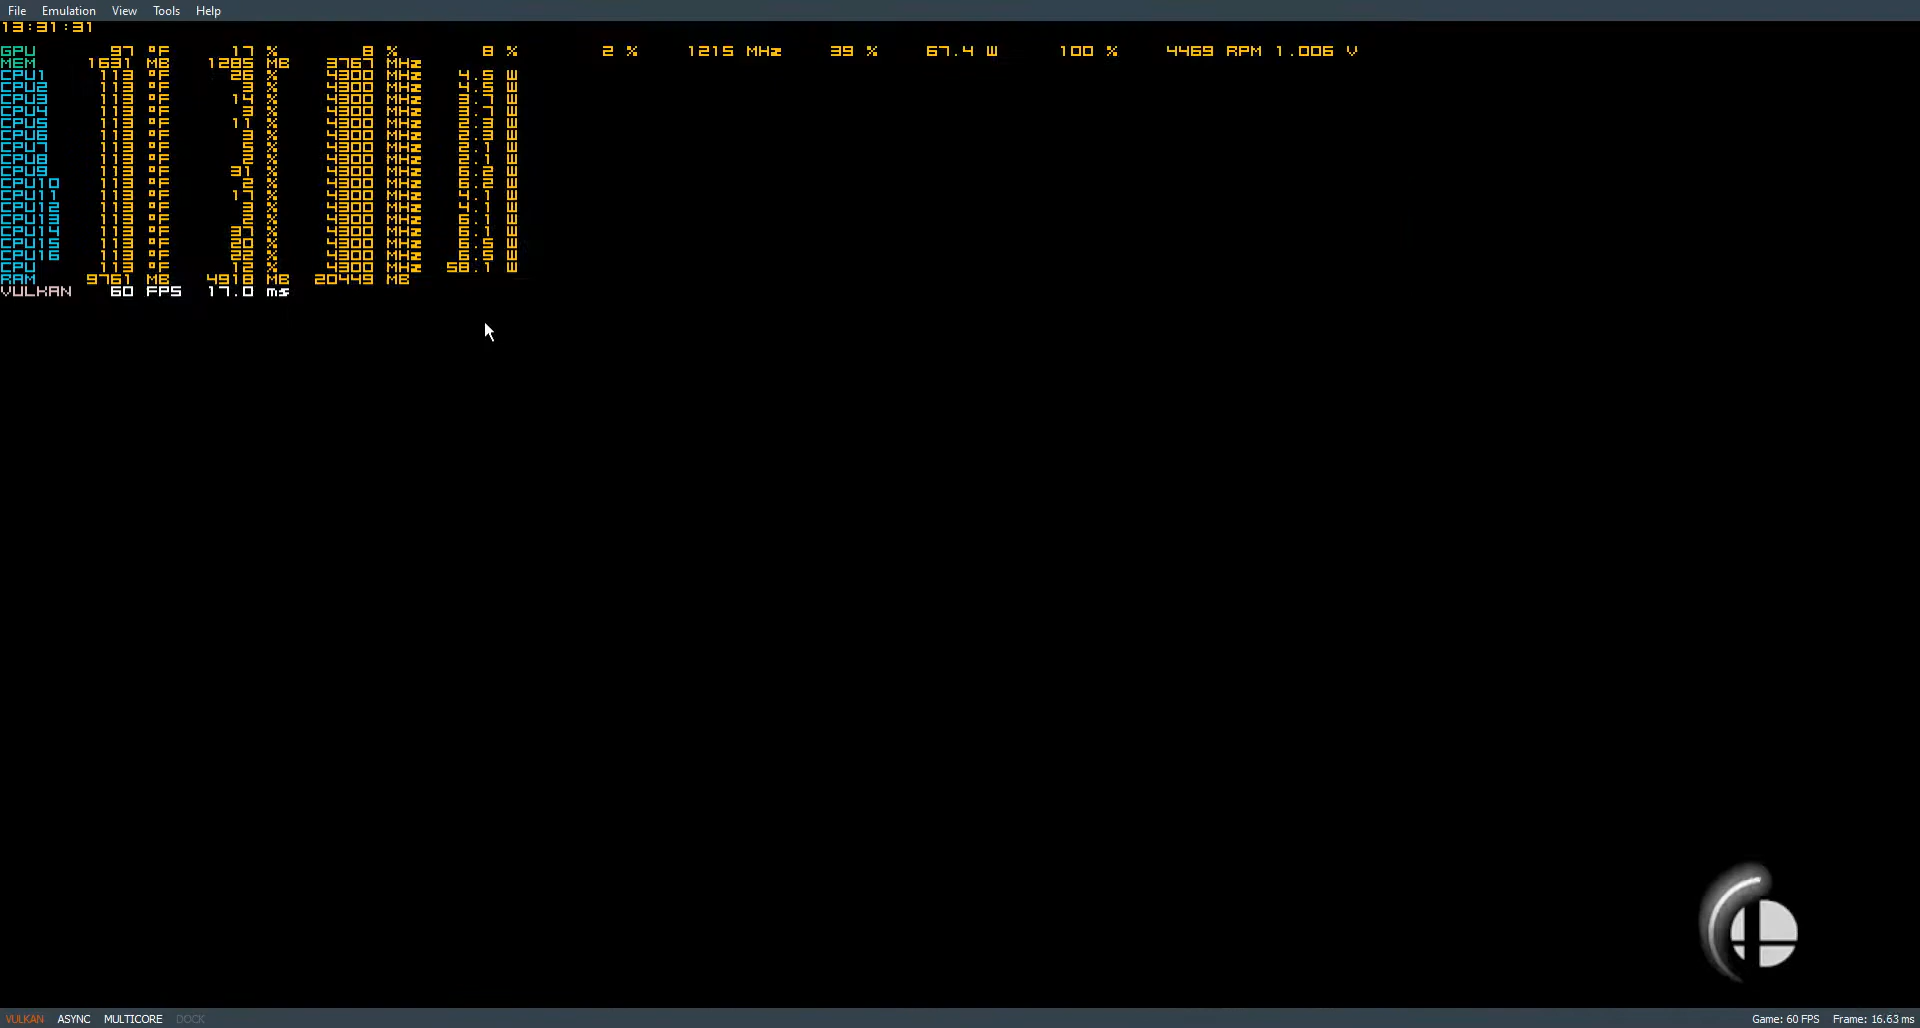 File Emulation View Tools Help
13:31:31
GPU 97 °F 17 % 8 % 8 % 2 % 1215 MHz 39 % 67.4 W 100 % 4469 RPM 1.006 V
MEM 1631 MB 1285 MB 3767 MHz
CPU1 113 °F 26 % 4300 MHz 4.5 W
CPU2 113 °F 3 % 4300 MHz 4.5 W
CPU3 113 °F 14 % 4300 MHz 3.7 W
CPU4 113 °F 3 % 4300 MHz 3.7 W
CPU5 113 °F 11 % 4300 MHz 2.3 W
CPU6 113 °F 3 % 4300 MHz 2.3 W
CPU7 113 °F 5 % 4300 MHz 2.1 W
CPU8 113 °F 2 % 4300 MHz 2.1 W
CPU9 113 °F 31 % 4300 MHz 6.2 W
CPU10 113 °F 2 % 4300 MHz 6.2 W
CPU11 113 °F 17 % 4300 MHz 4.1 W
CPU12 113 °F 3 % 4300 MHz 4.1 W
CPU13 113 °F 2 % 4300 MHz 6.1 W
CPU14 113 °F 37 % 4300 MHz 6.1 W
CPU15 113 °F 20 % 4300 MHz 6.5 W
CPU16 113 °F 22 % 4300 MHz 6.5 W
CPU 113 °F 12 % 4300 MHz 58.1 W
RAM 9761 MB 4918 MB 20449 MB
VULKAN 60 FPS 17.0 ms
VULKAN ASYNC MULTICORE DOCK Game: 60 FPS Frame: 16.63 ms